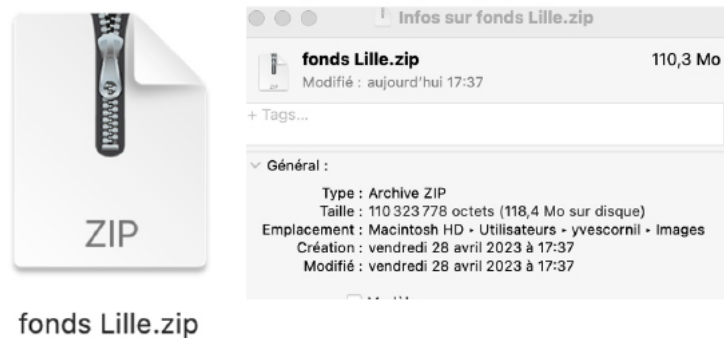 ZIP
fonds Lille.zip
Infos sur fonds Lille.zip
fonds Lille.zip 110,3 Mo
Modifié : aujourd'hui 17:37
+ Tags...
Général :
Type : Archive ZIP
Taille : 110 323 778 octets (118,4 Mo sur disque)
Emplacement : Macintosh HD ▸ Utilisateurs ▸ yvescornil ▸ Images
Création : vendredi 28 avril 2023 à 17:37
Modifié : vendredi 28 avril 2023 à 17:37